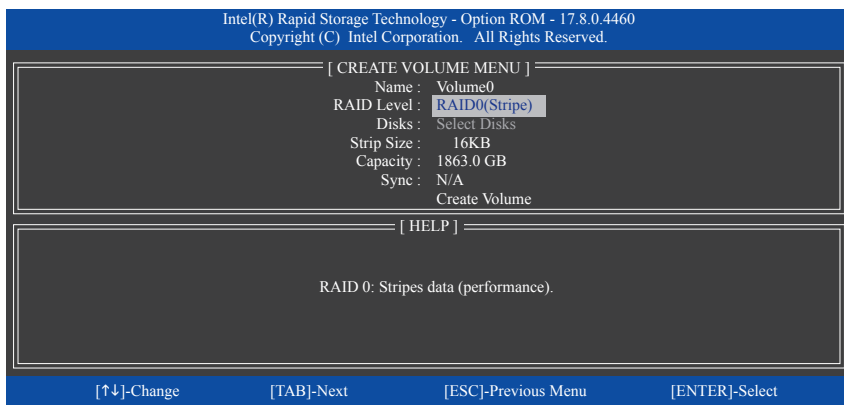 Intel(R) Rapid Storage Technology - Option ROM - 17.8.0.4460
Copyright (C) Intel Corporation. All Rights Reserved.
[ CREATE VOLUME MENU ]
Name : Volume0
RAID Level : RAID0(Stripe)
Disks : Select Disks
Strip Size : 16KB
Capacity : 1863.0 GB
Sync : N/A
Create Volume
[ HELP ]
RAID 0: Stripes data (performance).
[↑↓]-Change [TAB]-Next [ESC]-Previous Menu [ENTER]-Select